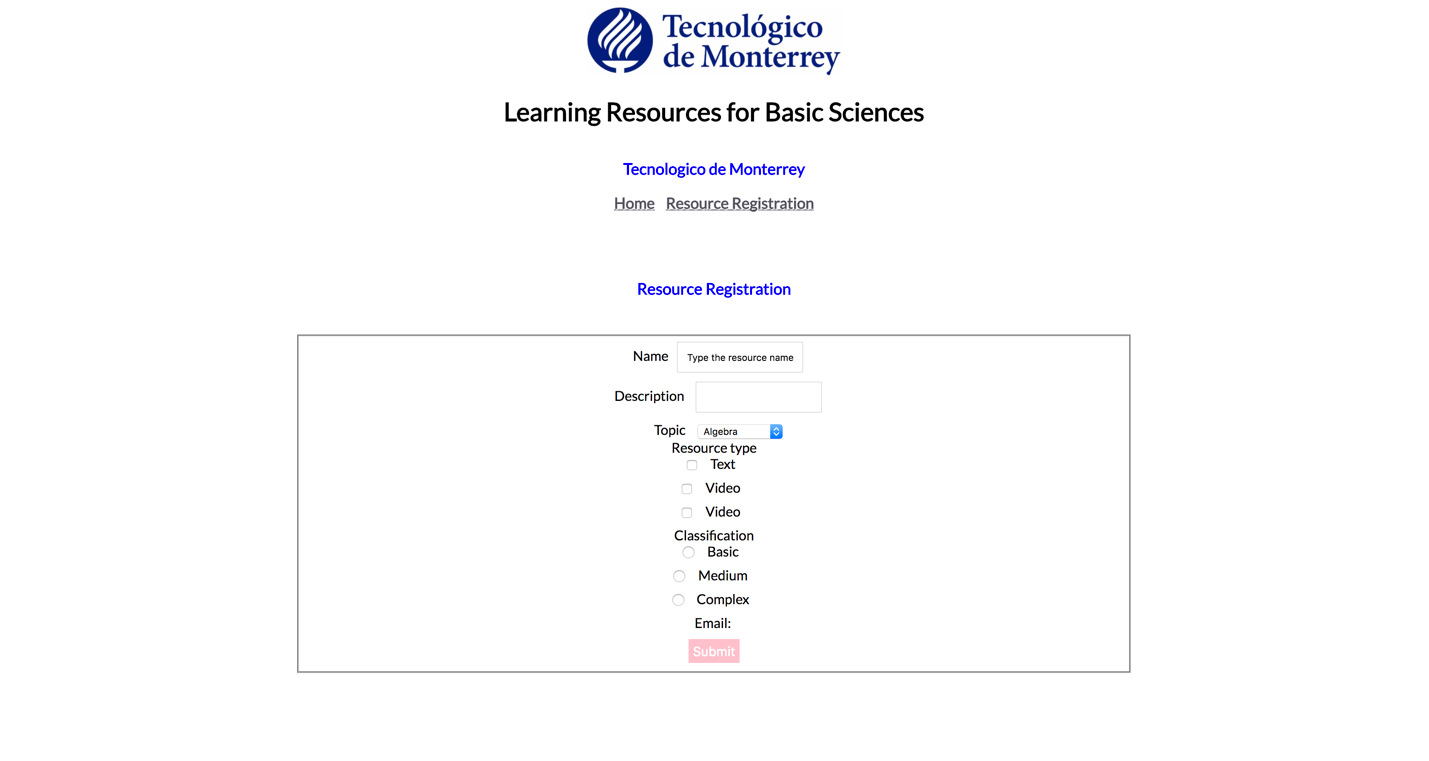 Tecnológico
de Monterrey
Learning Resources for Basic Sciences
Tecnologico de Monterrey
Home Resource Registration
Resource Registration
Name Type the resource name
Description
Topic Algebra
Resource type
Text
Video
Video
Classification
Basic
Medium
Complex
Email:
Submit